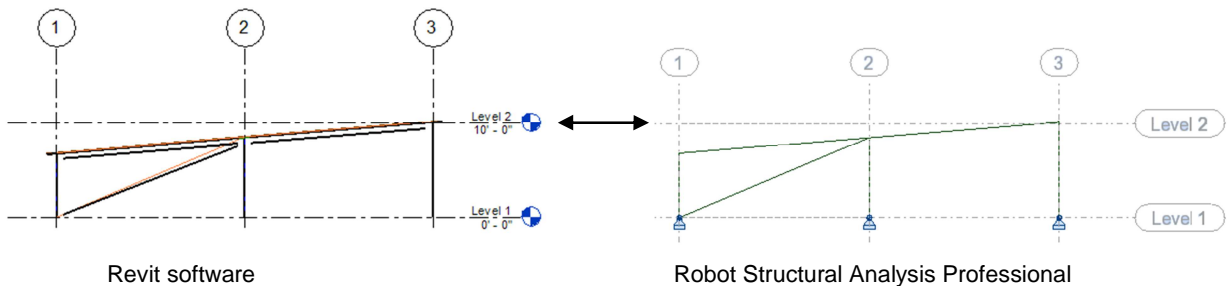 1 2 3
Level 2
10' - 0"
Level 1
0' - 0"
1 2 3
Level 2
Level 1
Revit software
Robot Structural Analysis Professional